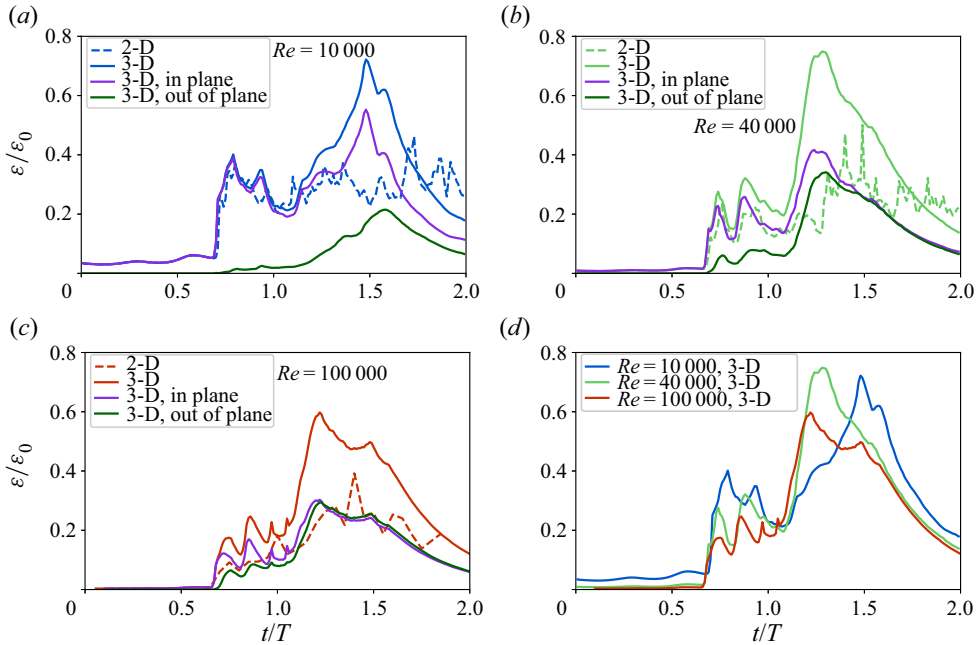 (a)
0.8
0.6
0.4
0.2
ε/ε0
2-D
3-D
3-D, in plane
3-D, out of plane
Re = 10 000
0 0.5 1.0 1.5 2.0
(b)
0.8
0.6
0.4
0.2
2-D
3-D
3-D, in plane
3-D, out of plane
Re = 40 000
0 0.5 1.0 1.5 2.0
(c)
0.8
0.6
0.4
0.2
ε/ε0
2-D
3-D
3-D, in plane
3-D, out of plane
Re = 100 000
0 0.5 1.0 1.5 2.0
t/T
(d)
0.8
0.6
0.4
0.2
Re = 10 000, 3-D
Re = 40 000, 3-D
Re = 100 000, 3-D
0 0.5 1.0 1.5 2.0
t/T